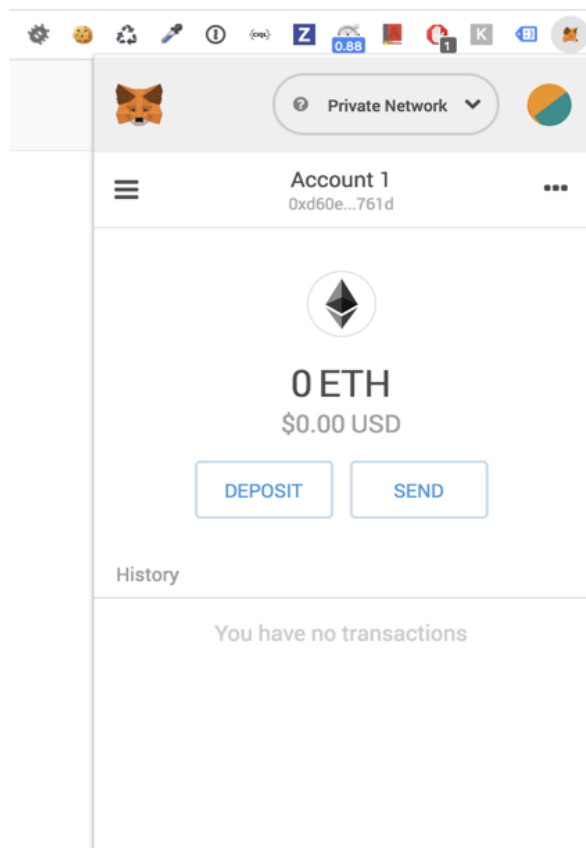 {CQL} Z 0.88 A 1 K
Private Network
Account 1
0xd60e...761d
0 ETH
$0.00 USD
DEPOSIT SEND
History
You have no transactions